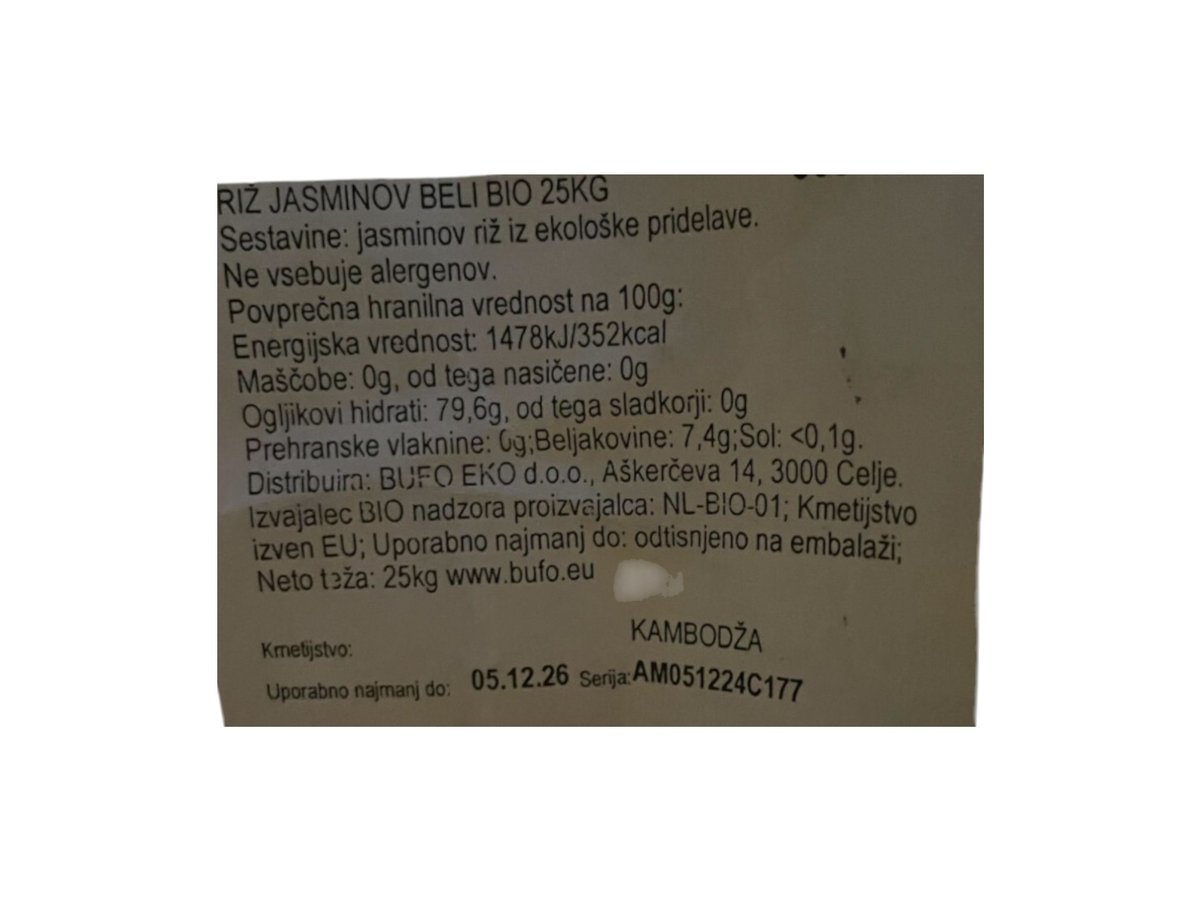 RIŽ JASMINOV BELI BIO 25KG
Sestavine: jasminov riž iz ekološke pridelave.
Ne vsebuje alergenov.
Povprečna hranilna vrednost na 100g:
Energijska vrednost: 1478kJ/352kcal
Maščobe: 0g, od tega nasičene: 0g
Ogljikovi hidrati: 79,6g, od tega sladkorji: 0g
Prehranske vlaknine: 0g;Beljakovine: 7,4g;Sol: <0,1g.
Distribuira: BUFO EKO d.o.o., Aškerčeva 14, 3000 Celje.
Izvajalec BIO nadzora proizvajalca: NL-BIO-01; Kmetijstvo
izven EU; Uporabno najmanj do: odtisnjeno na embalaži;
Neto teža: 25kg www.bufo.eu
Kmetijstvo: KAMBODŽA
Uporabno najmanj do: 05.12.26 Serija:AM051224C177